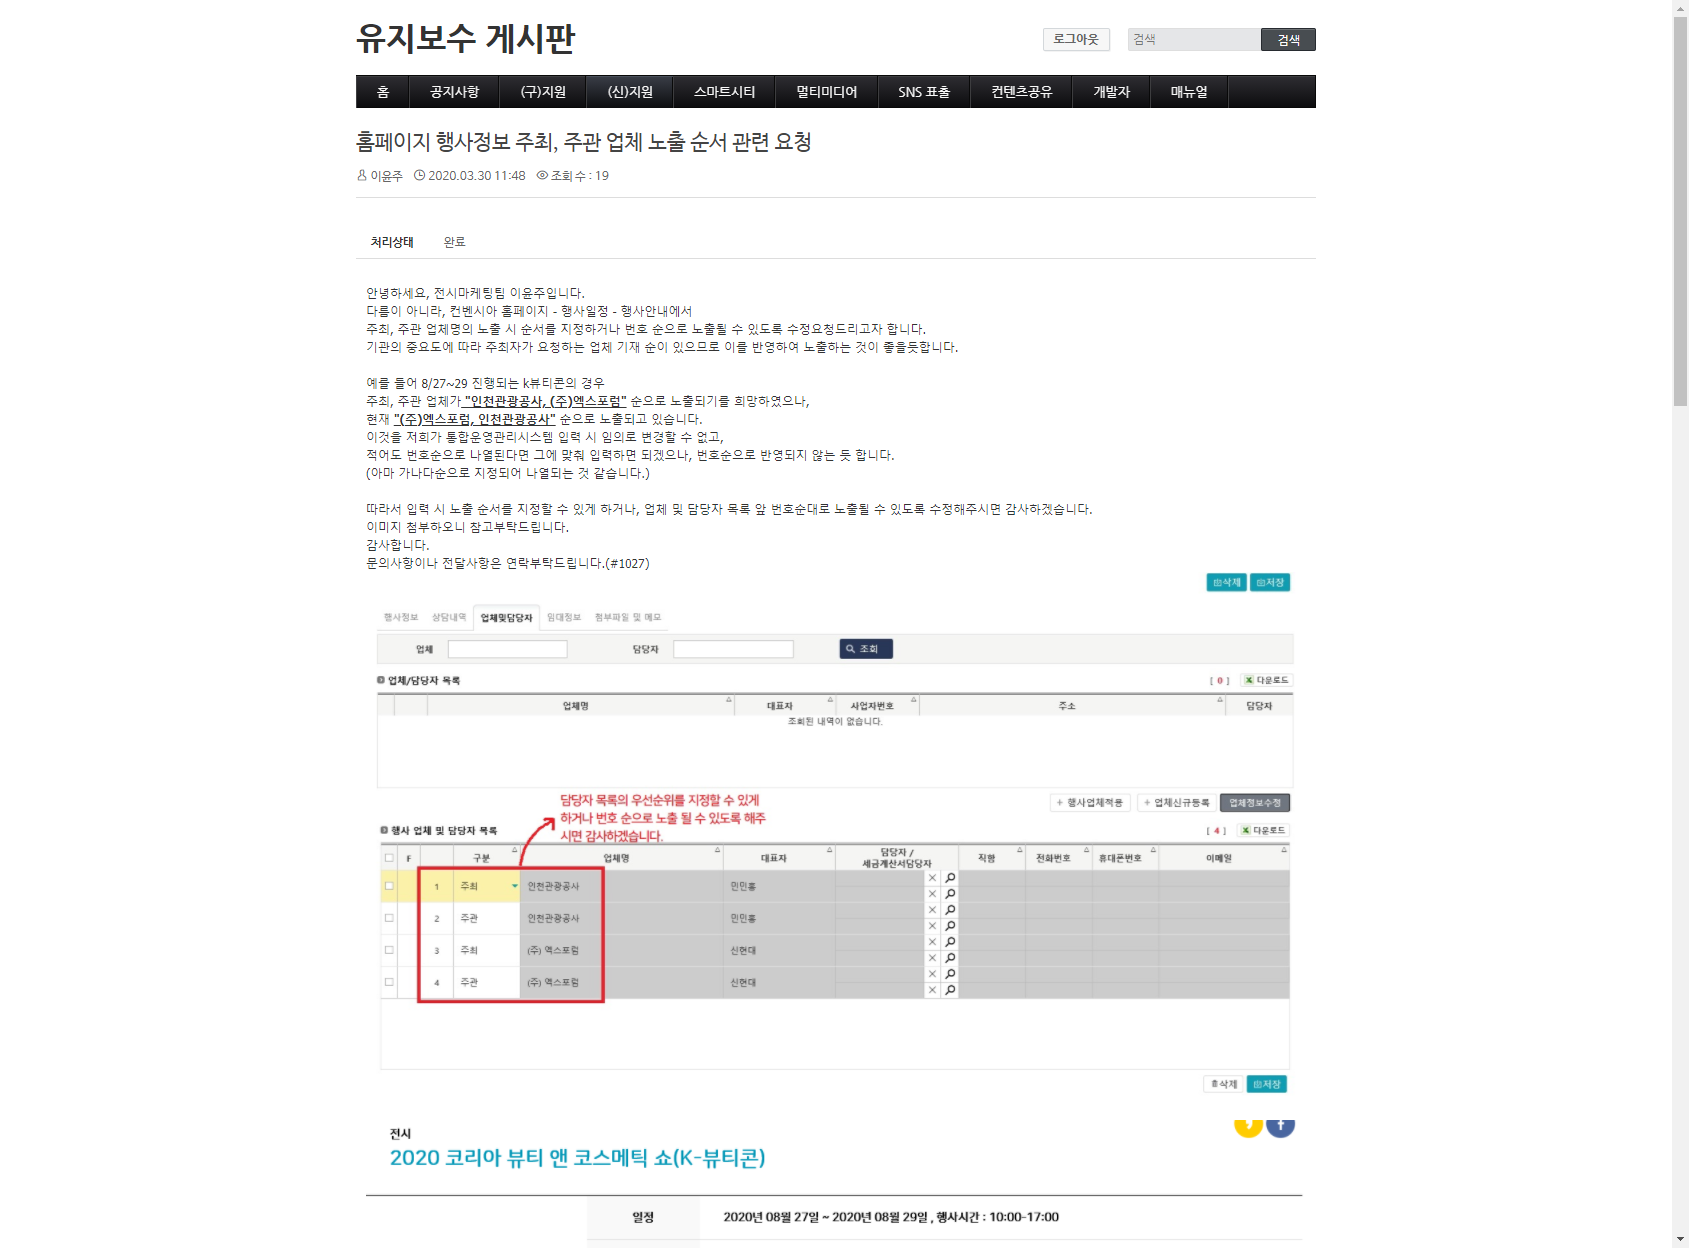 유지보수 게시판
로그아웃 검색 검색
홈 공지사항 (구)지원 (신)지원 스마트시티 멀티미디어 SNS 표출 컨텐츠공유 개발자 매뉴얼
홈페이지 행사정보 주최, 주관 업체 노출 순서 관련 요청
이윤주 2020.03.30 11:48 조회 수 : 19
처리상태 완료
안녕하세요, 전시마케팅팀 이윤주입니다.
다름이 아니라, 컨벤시아 홈페이지 - 행사일정 - 행사안내에서
주최, 주관 업체명의 노출 시 순서를 지정하거나 번호 순으로 노출될 수 있도록 수정요청드리고자 합니다.
기관의 중요도에 따라 주최자가 요청하는 업체 기재 순이 있으므로 이를 반영하여 노출하는 것이 좋을듯합니다.
예를 들어 8/27~29 진행되는 k뷰티콘의 경우
주최, 주관 업체가 "인천관광공사, (주)엑스포럼" 순으로 노출되기를 희망하였으나,
현재 "(주)엑스포럼, 인천관광공사" 순으로 노출되고 있습니다.
이것을 저희가 통합운영관리시스템 입력 시 임의로 변경할 수 없고,
적어도 번호순으로 나열된다면 그에 맞춰 입력하면 되겠으나, 번호순으로 반영되지 않는 듯 합니다.
(아마 가나다순으로 지정되어 나열되는 것 같습니다.)
따라서 입력 시 노출 순서를 지정할 수 있게 하거나, 업체 및 담당자 목록 앞 번호순대로 노출될 수 있도록 수정해주시면 감사하겠습니다.
이미지 첨부하오니 참고부탁드립니다.
감사합니다.
문의사항이나 전달사항은 연락부탁드립니다.(#1027)
삭제 저장
행사정보 상담내역 업체및담당자 임대정보 첨부파일 및 메모
업체 담당자 조회
업체/담당자 목록 [ 0 ] 다운로드
업체명 대표자 사업자번호 주소 담당자
조회된 내역이 없습니다.
+ 행사업체적용 + 업체신규등록 업체정보수정
담당자 목록의 우선순위를 지정할 수 있게
하거나 번호 순으로 노출 될 수 있도록 해주
시면 감사하겠습니다.
행사 업체 및 담당자 목록 [ 4 ] 다운로드
F 구분 업체명 대표자 담당자 / 세금계산서담당자 직함 전화번호 휴대폰번호 이메일
1 주최 인천관광공사 민민홍
2 주관 인천관광공사 민민홍
3 주최 (주) 엑스포럼 신현대
4 주관 (주) 엑스포럼 신현대
삭제 저장
전시
2020 코리아 뷰티 앤 코스메틱 쇼(K-뷰티콘)
일정 2020년 08월 27일 ~ 2020년 08월 29일 , 행사시간 : 10:00-17:00